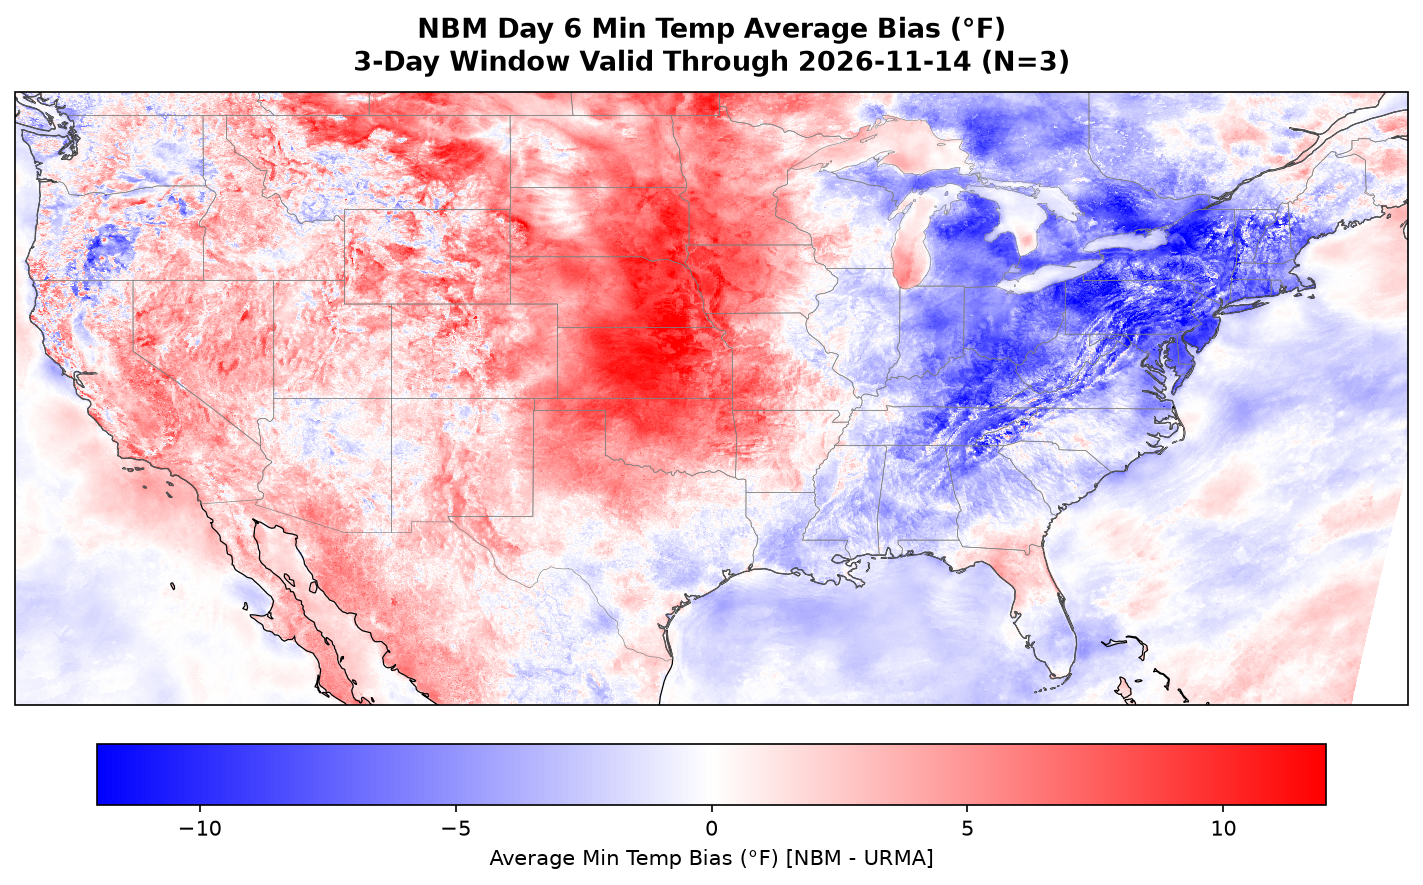 NBM Day 6 Min Temp Average Bias (°F)
3-Day Window Valid Through 2026-11-14 (N=3)
−10 −5 0 5 10
Average Min Temp Bias (°F) [NBM - URMA]